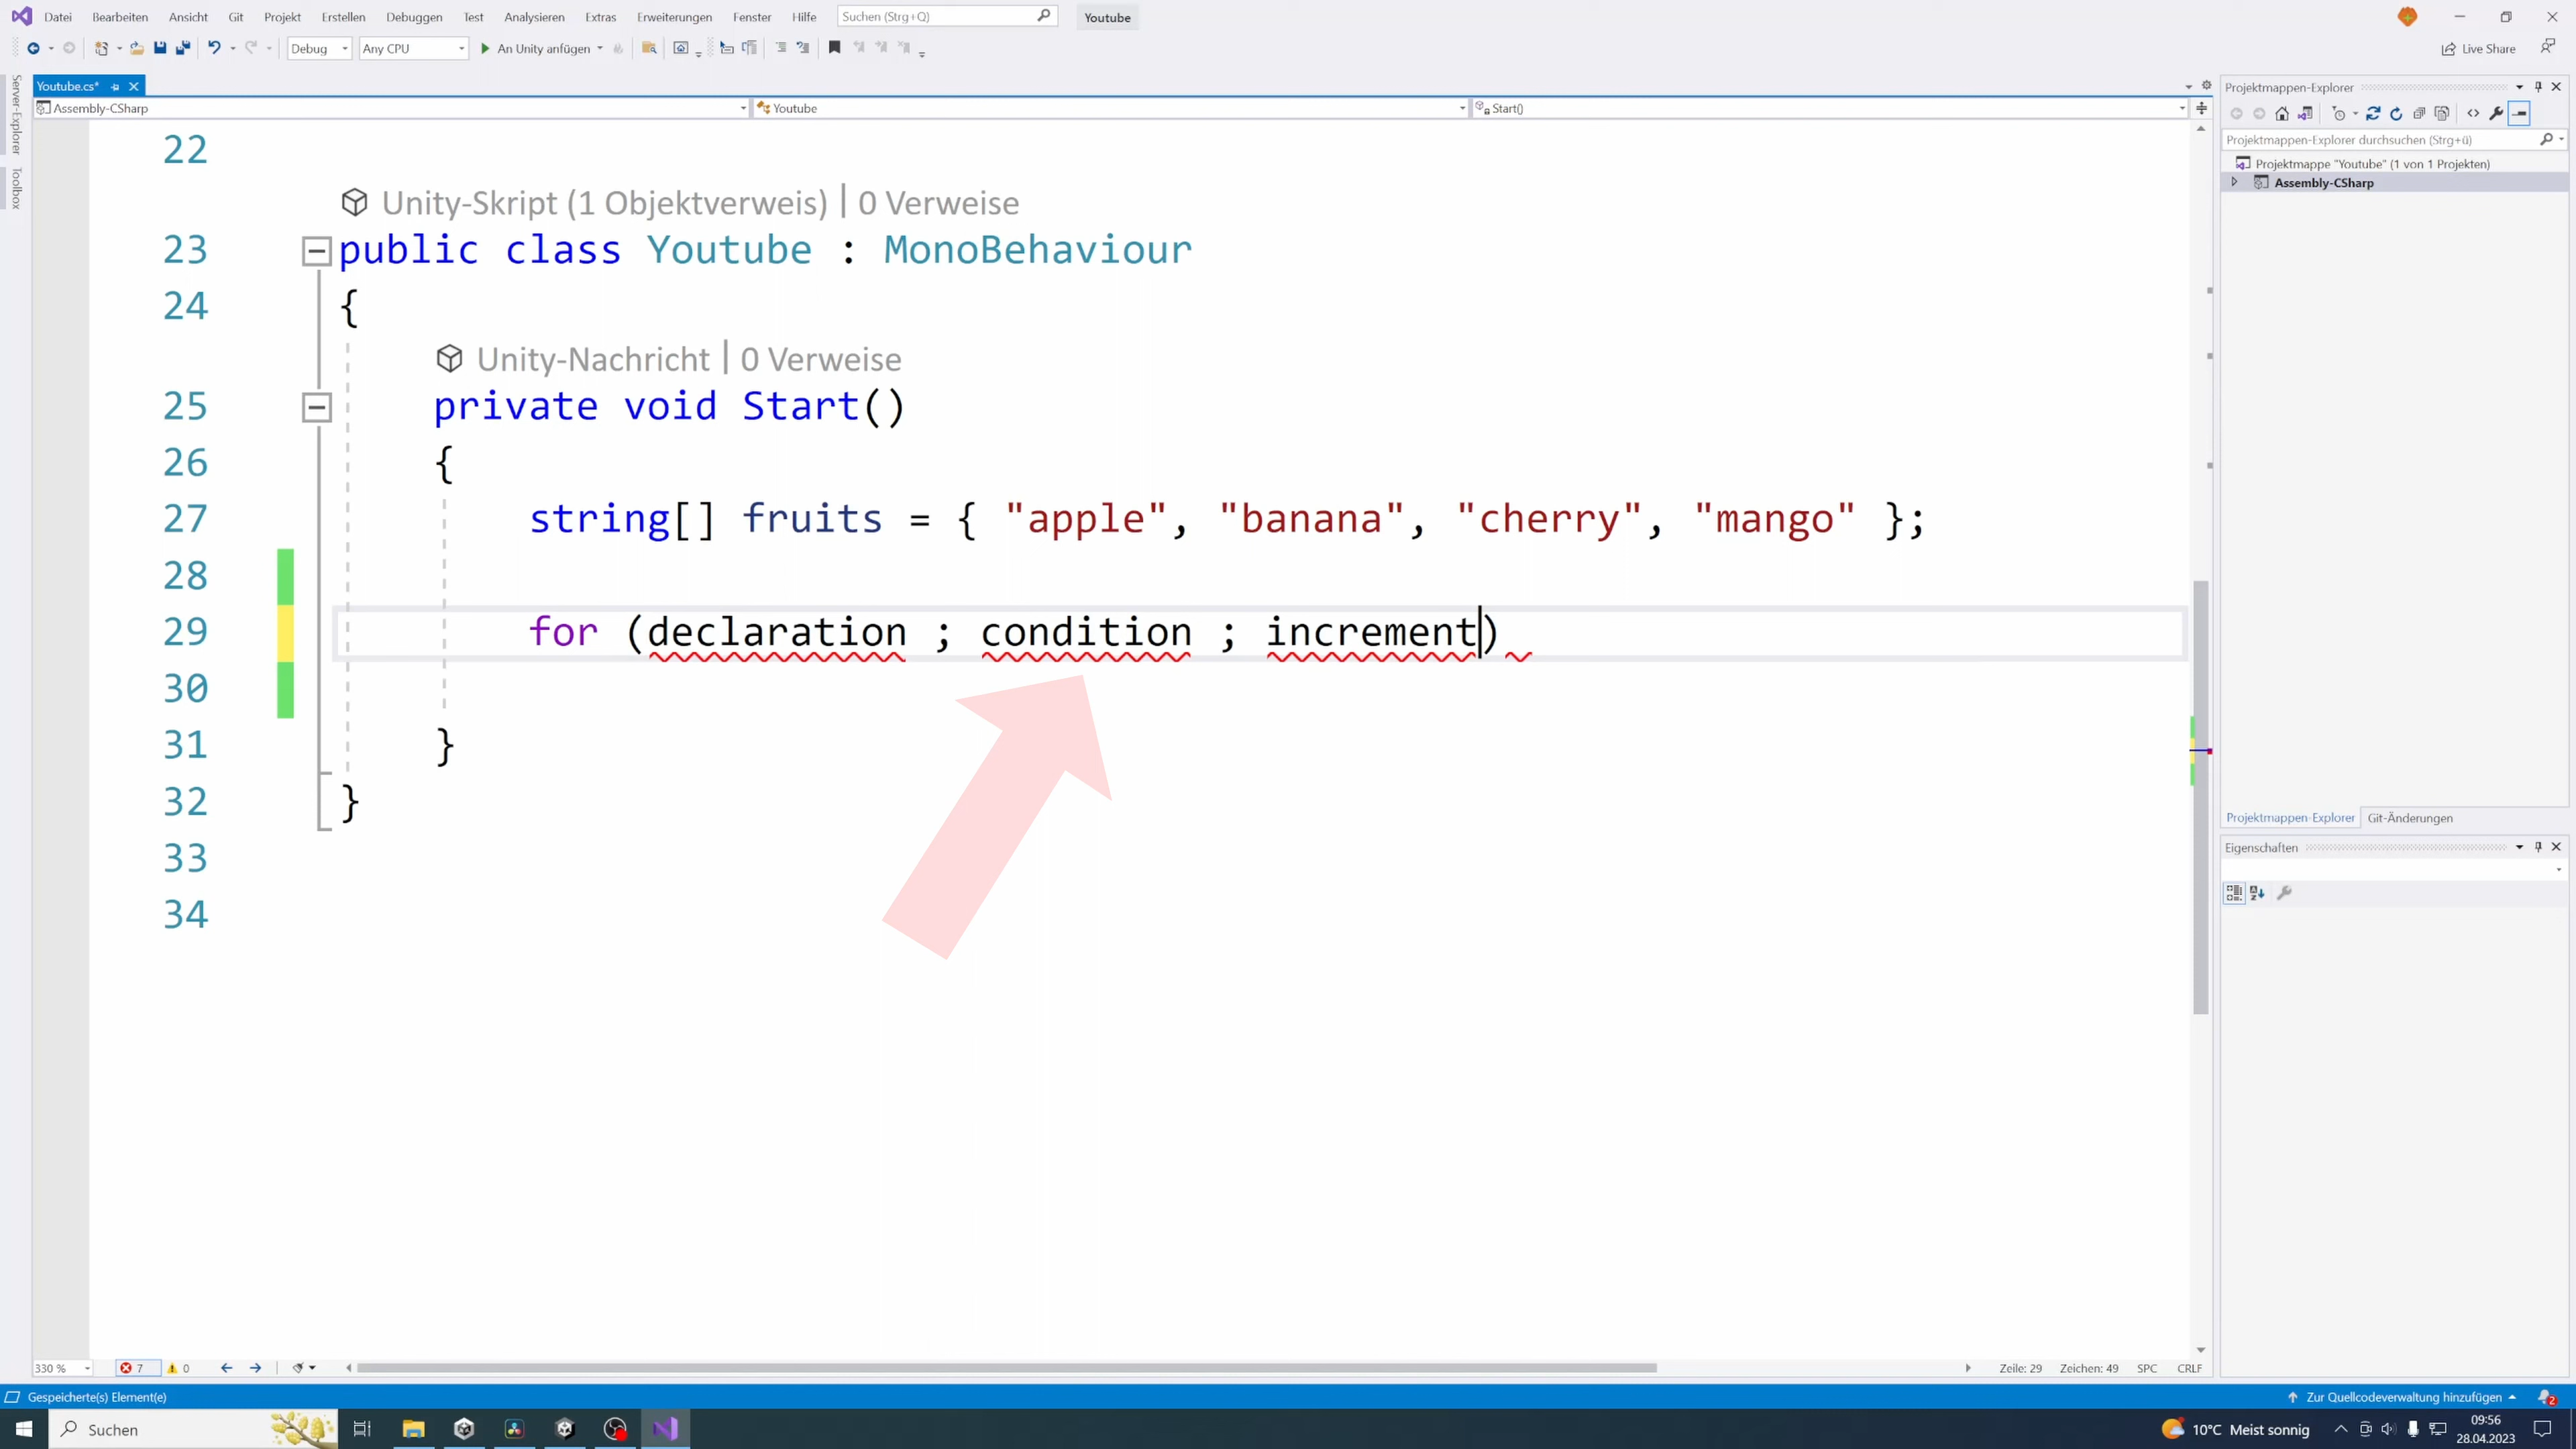 Datei Bearbeiten Ansicht Git Projekt Erstellen Debuggen Test Analysieren Extras Erweiterungen Fenster Hilfe Suchen (Strg+Q) Youtube
Debug Any CPU An Unity anfügen Live Share
Server-Explorer
Toolbox
Youtube.cs*
Assembly-CSharp Youtube Start()
22
Unity-Skript (1 Objektverweis) | 0 Verweise
23 public class Youtube : MonoBehaviour
24 {
Unity-Nachricht | 0 Verweise
25 private void Start()
26 {
27 string[] fruits = { "apple", "banana", "cherry", "mango" };
28
29 for (declaration ; condition ; increment)
30
31 }
32 }
33
34
Projektmappen-Explorer
Projektmappen-Explorer durchsuchen (Strg+ü)
Projektmappe "Youtube" (1 von 1 Projekten)
Assembly-CSharp
Projektmappen-Explorer Git-Änderungen
Eigenschaften
330 % 7 0 Zeile: 29 Zeichen: 49 SPC CRLF
Gespeicherte(s) Element(e) Zur Quellcodeverwaltung hinzufügen 2
Suchen 10°C Meist sonnig 09:56
28.04.2023